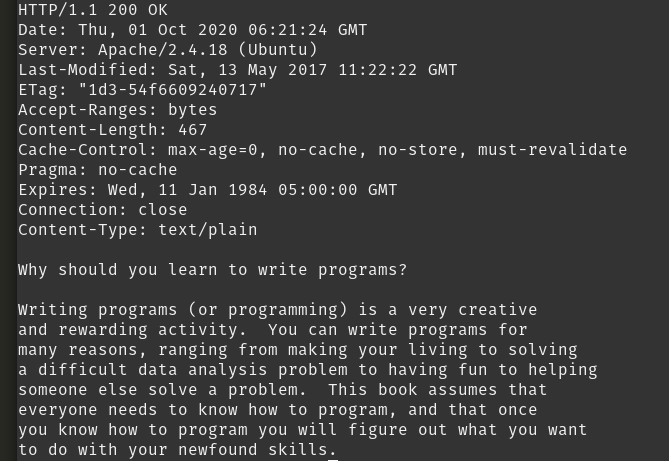 HTTP/1.1 200 OK
Date: Thu, 01 Oct 2020 06:21:24 GMT
Server: Apache/2.4.18 (Ubuntu)
Last-Modified: Sat, 13 May 2017 11:22:22 GMT
ETag: "1d3-54f6609240717"
Accept-Ranges: bytes
Content-Length: 467
Cache-Control: max-age=0, no-cache, no-store, must-revalidate
Pragma: no-cache
Expires: Wed, 11 Jan 1984 05:00:00 GMT
Connection: close
Content-Type: text/plain

Why should you learn to write programs?

Writing programs (or programming) is a very creative
and rewarding activity.  You can write programs for
many reasons, ranging from making your living to solving
a difficult data analysis problem to having fun to helping
someone else solve a problem.  This book assumes that
everyone needs to know how to program, and that once
you know how to program you will figure out what you want
to do with your newfound skills.